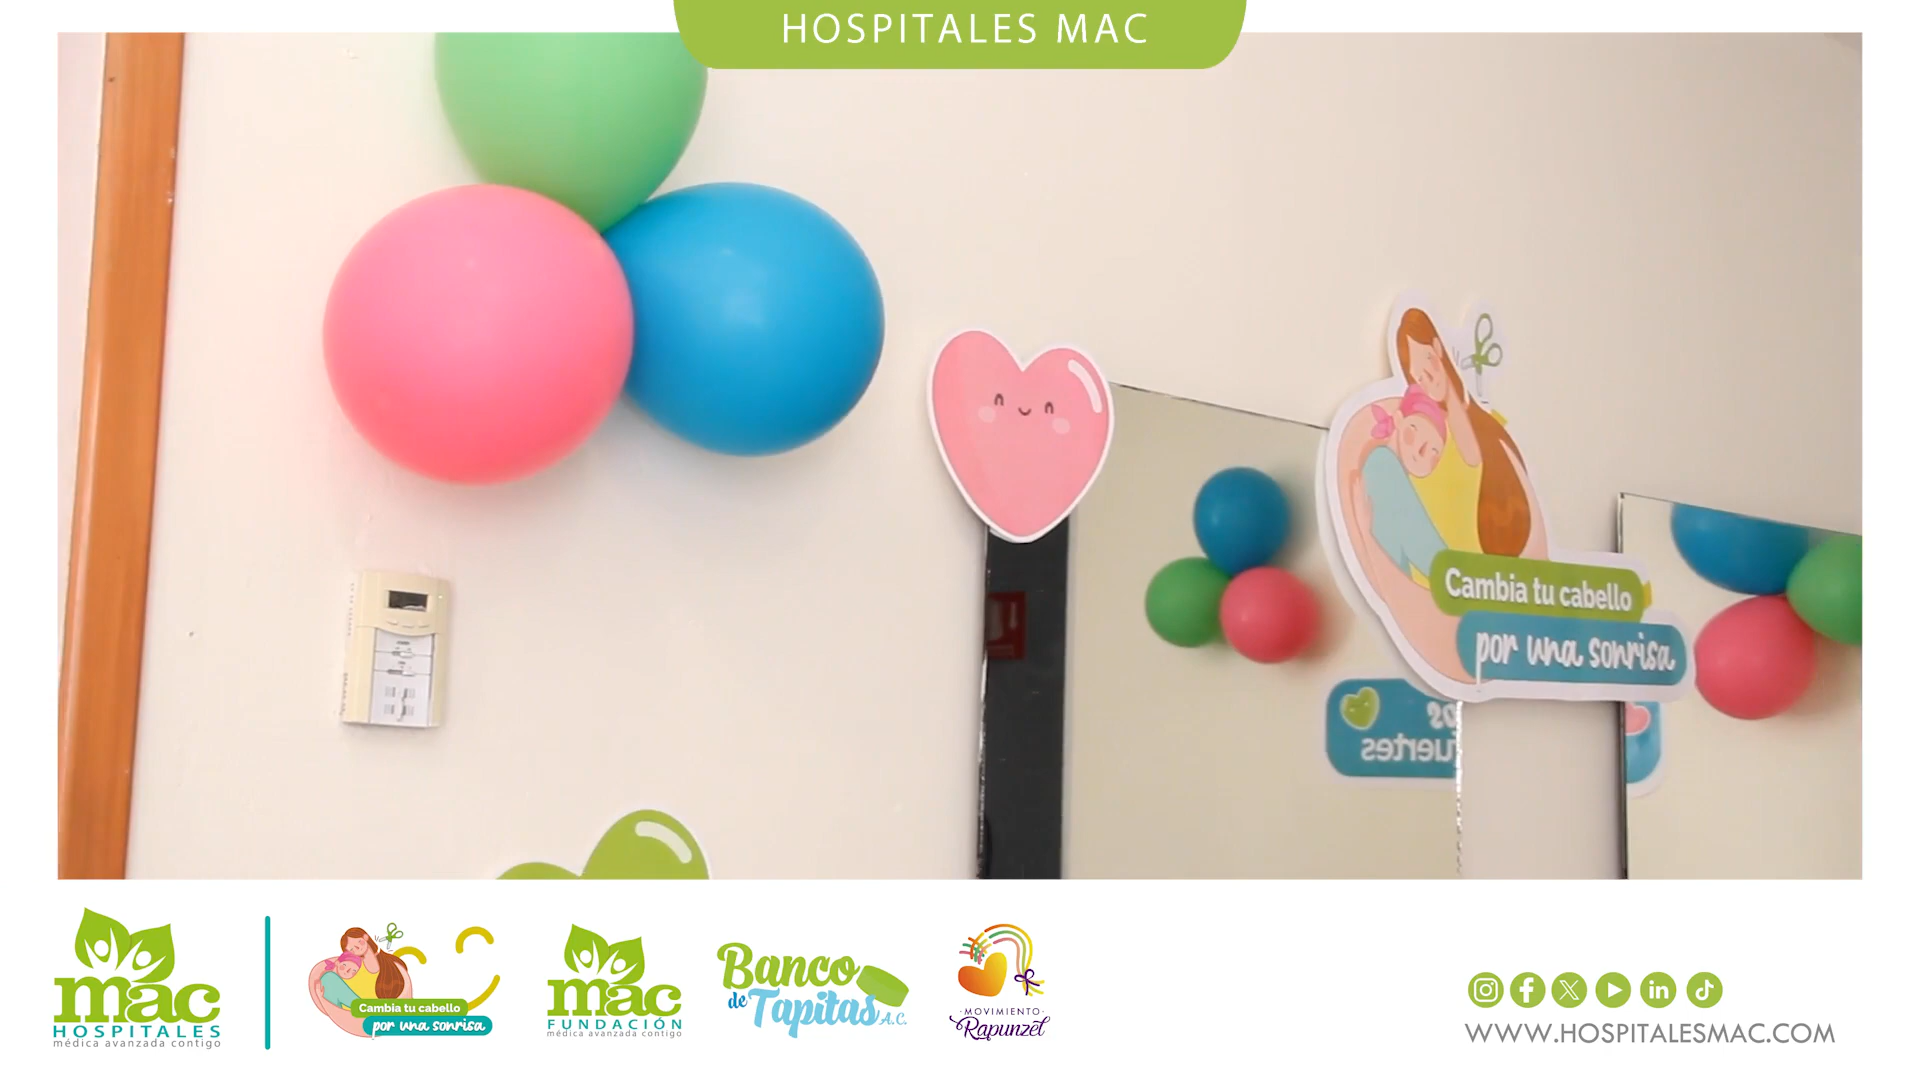 HOSPITALES MAC
Cambia tu cabello
por una sonrisa
fuertes
mac
HOSPITALES
médica avanzada contigo
Cambia tu cabello
por una sonrisa
mac
FUNDACIÓN
médica avanzada contigo
Banco
de Tapitas A.C.
·MOVIMIENTO·
Rapunzel
WWW.HOSPITALESMAC.COM